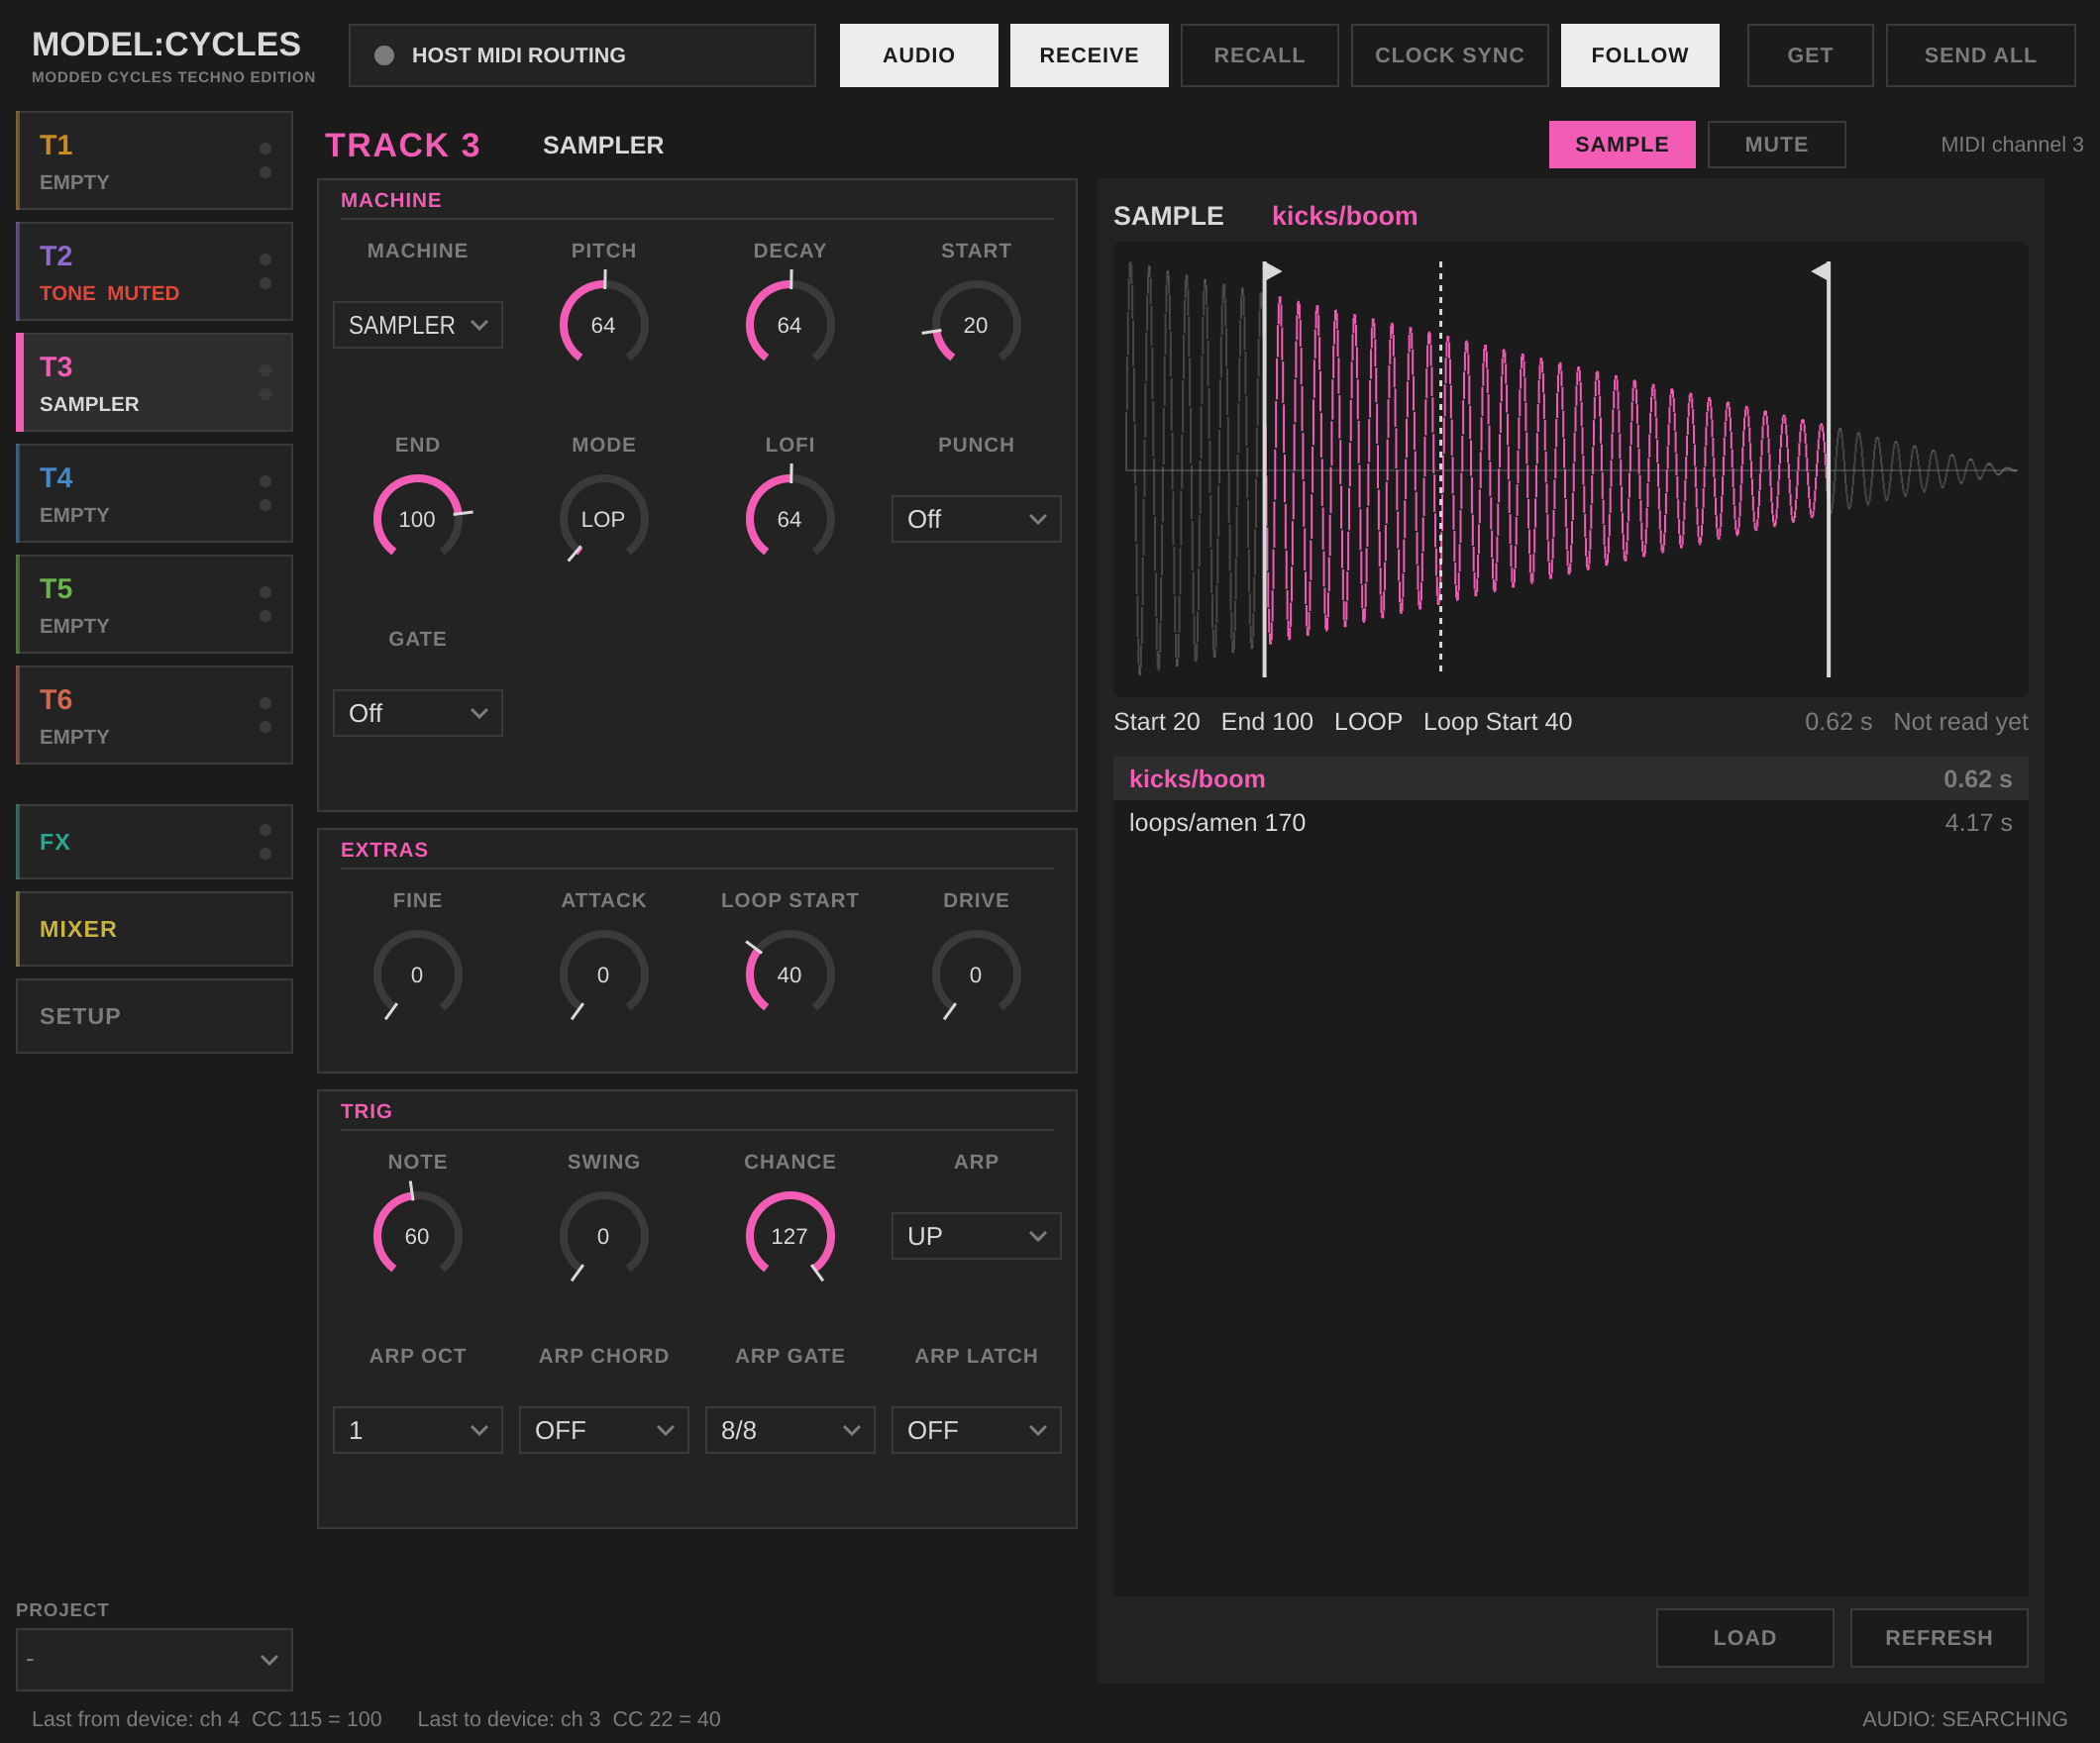 MODEL:CYCLES
MODDED CYCLES TECHNO EDITION
HOST MIDI ROUTING
AUDIO
RECEIVE
RECALL
CLOCK SYNC
FOLLOW
GET
SEND ALL
T1
EMPTY
T2
TONE MUTED
T3
SAMPLER
T4
EMPTY
T5
EMPTY
T6
EMPTY
FX
MIXER
SETUP
PROJECT
-
TRACK 3
SAMPLER
SAMPLE
MUTE
MIDI channel 3
MACHINE
MACHINE PITCH DECAY START
SAMPLER 64 64 20
END MODE LOFI PUNCH
100 LOP 64 Off
GATE
Off
EXTRAS
FINE ATTACK LOOP START DRIVE
0 0 40 0
TRIG
NOTE SWING CHANCE ARP
60 0 127 UP
ARP OCT ARP CHORD ARP GATE ARP LATCH
1 OFF 8/8 OFF
SAMPLE kicks/boom
Start 20 End 100 LOOP Loop Start 40 0.62 s Not read yet
kicks/boom 0.62 s
loops/amen 170 4.17 s
LOAD
REFRESH
Last from device: ch 4 CC 115 = 100 Last to device: ch 3 CC 22 = 40
AUDIO: SEARCHING